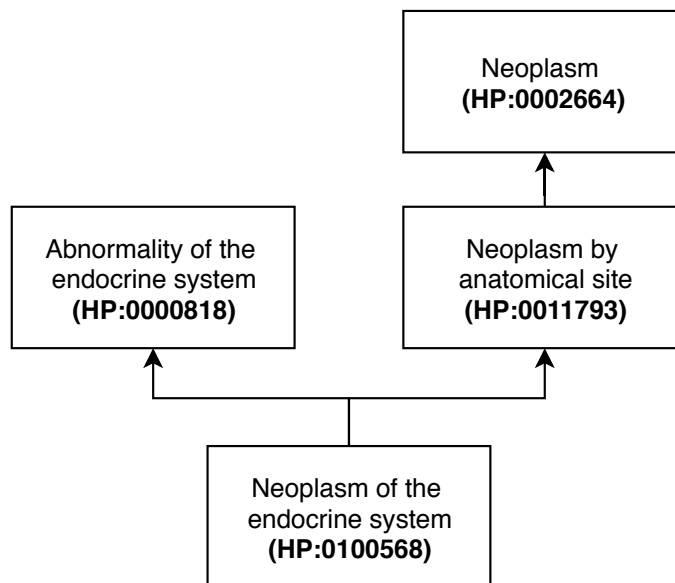 Neoplasm
(HP:0002664)
Abnormality of the
endocrine system
(HP:0000818)
Neoplasm by
anatomical site
(HP:0011793)
Neoplasm of the
endocrine system
(HP:0100568)